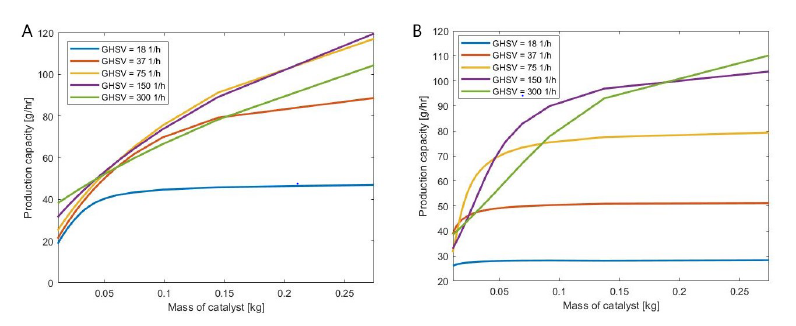 A
GHSV = 18 1/h
GHSV = 37 1/h
GHSV = 75 1/h
GHSV = 150 1/h
GHSV = 300 1/h
Production capacity [g/hr]
120
100
80
60
40
20
0
0.05
0.1
0.15
0.2
0.25
Mass of catalyst [kg]
B
GHSV = 18 1/h
GHSV = 37 1/h
GHSV = 75 1/h
GHSV = 150 1/h
GHSV = 300 1/h
Production capacity [g/hr]
120
110
100
90
80
70
60
50
40
30
20
0.05
0.1
0.15
0.2
0.25
Mass of catalyst [kg]